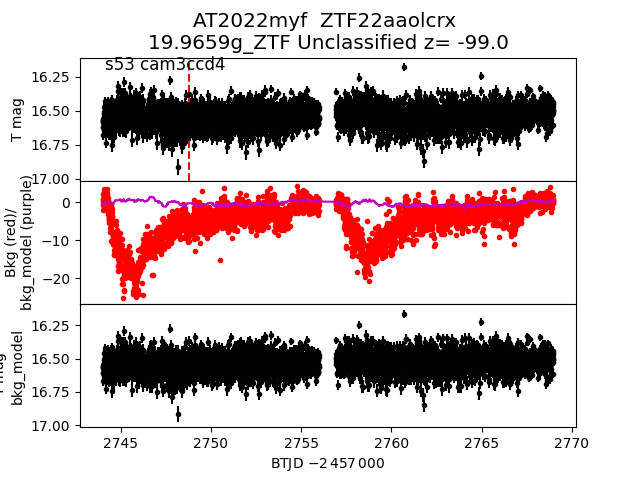 AT2022myf  ZTF22aaolcrx
19.9659g_ZTF Unclassified z= -99.0
s53 cam3ccd4
16.25
16.50
16.75
17.00
T mag
0
−10
−20
Bkg (red)/
bkg_model (purple)
16.25
16.50
16.75
17.00
bkg_model
2745
2750
2755
2760
2765
2770
BTJD −2 457 000